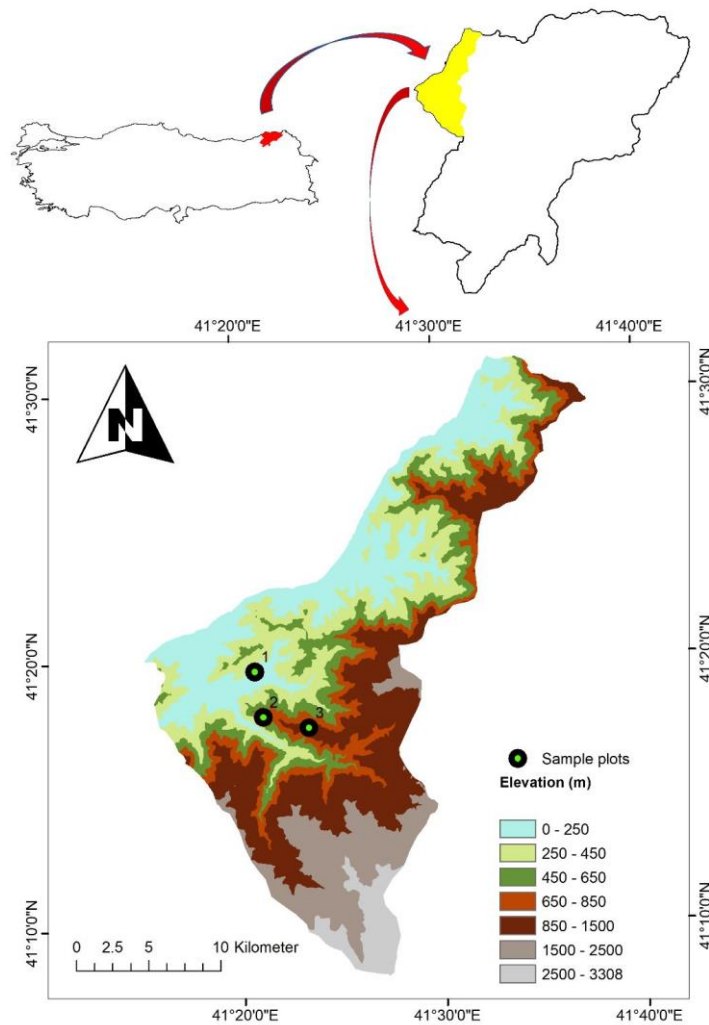 41°20'0"E 41°30'0"E 41°40'0"E
41°30'0"N
41°30'0"N
N
41°20'0"N
41°20'0"N
1
2
3
Sample plots
Elevation (m)
0 - 250
250 - 450
450 - 650
650 - 850
850 - 1500
1500 - 2500
2500 - 3308
41°10'0"N
41°10'0"N
0 2.5 5 10 Kilometer
41°20'0"E 41°30'0"E 41°40'0"E